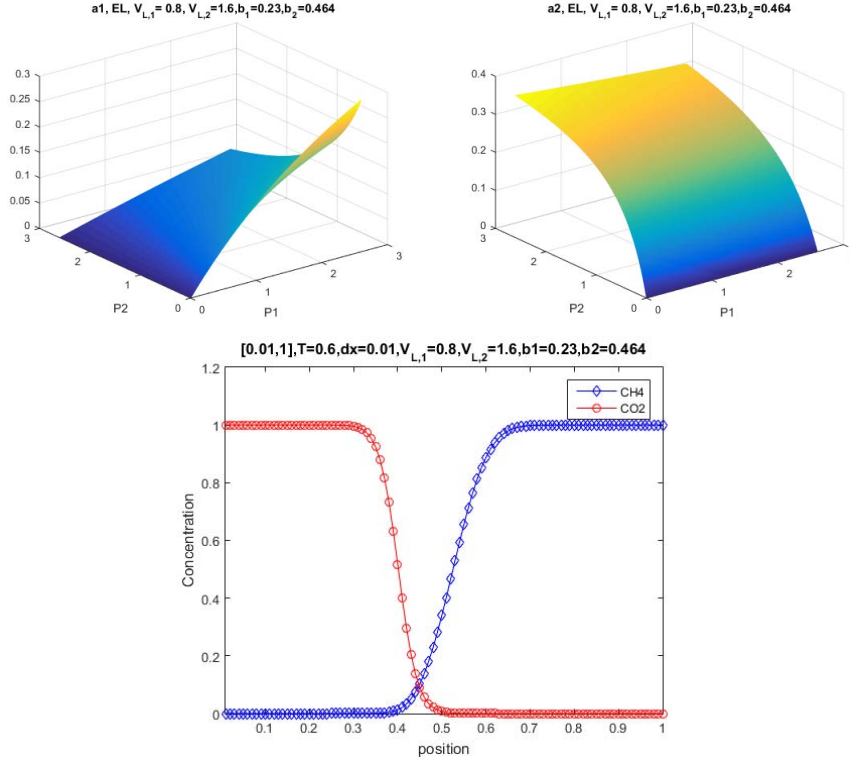 a1, EL, V_L,1= 0.8, V_L,2=1.6,b_1=0.23,b_2=0.464
0.3
0.25
0.2
0.15
0.1
0.05
0
3
2
1
0
P2
0
1
2
3
P1
a2, EL, V_L,1= 0.8, V_L,2=1.6,b_1=0.23,b_2=0.464
0.4
0.3
0.2
0.1
0
3
2
1
0
P2
0
1
2
3
P1
[0.01,1],T=0.6,dx=0.01,V_L,1=0.8,V_L,2=1.6,b1=0.23,b2=0.464
1.2
1
0.8
0.6
0.4
0.2
0
Concentration
CH4
CO2
0.1 0.2 0.3 0.4 0.5 0.6 0.7 0.8 0.9 1
position